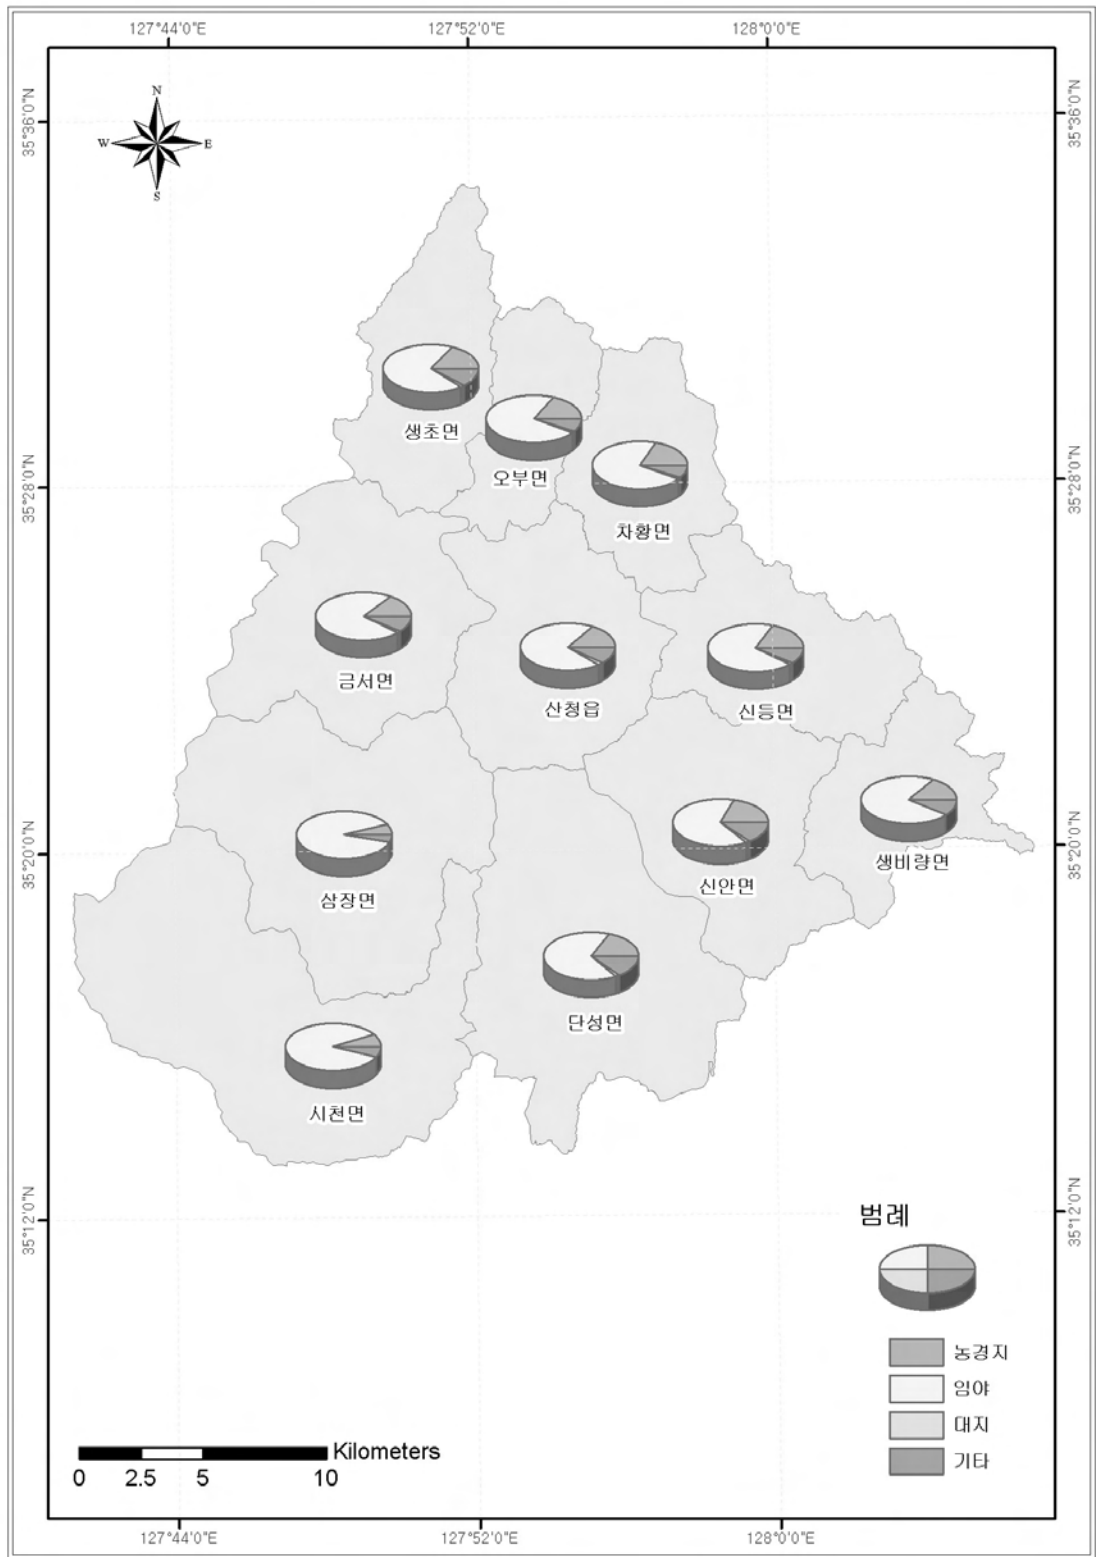 127°44'0"E 127°52'0"E 128°0'0"E
N
W E
S
35°36'0"N 35°36'0"N
생초면
오부면
35°28'0"N 35°28'0"N
차황면
금서면
산청읍 신등면
생비량면
35°20'0"N 35°20'0"N
신안면
삼장면
단성면
시천면
35°12'0"N 35°12'0"N
범례
농경지
임야
대지
기타
Kilometers
0 2.5 5 10
127°44'0"E 127°52'0"E 128°0'0"E